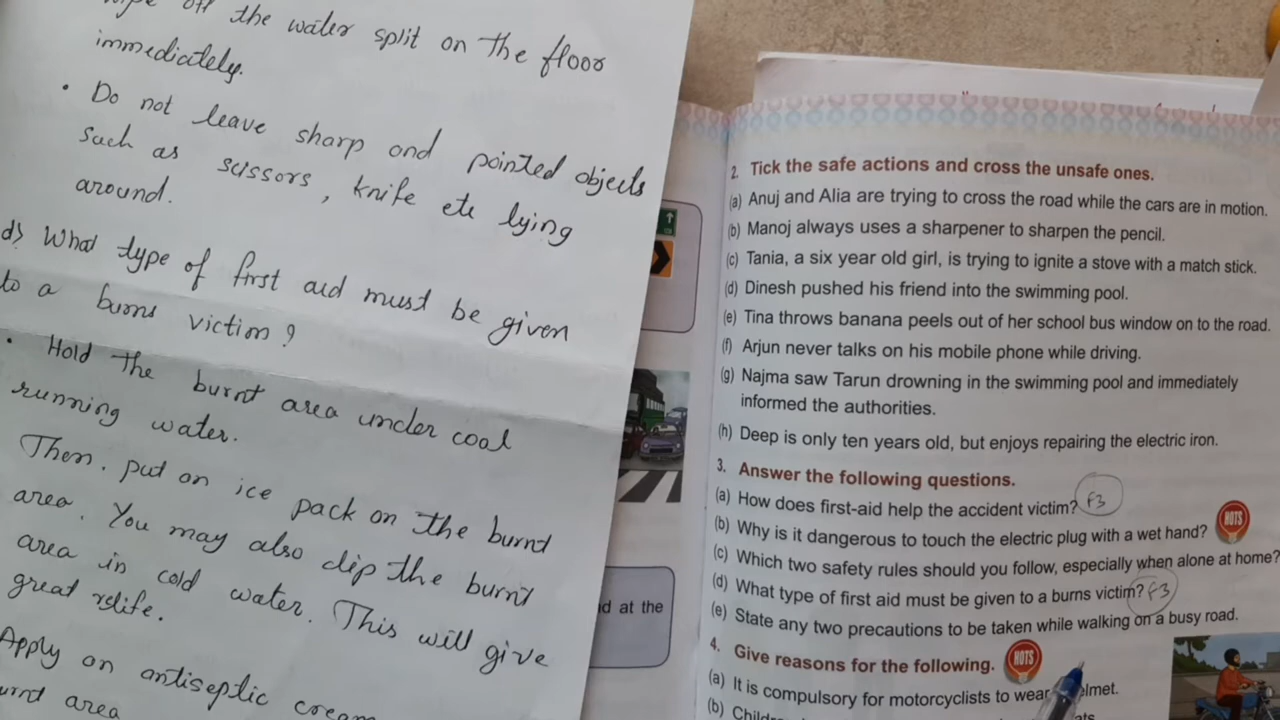 off the water split on the floor
immediately.
• Do not leave sharp and pointed objects
such as scissors, knife etc lying
around.
d) What type of first aid must be given
to a burns victim?
• Hold the burnt area under cool
running water.
Then. put an ice pack on the burnt
area. You may also dip the burnt
area in cold water. This will give
great relife.
Apply an antiseptic cream
area
d at the
2. Tick the safe actions and cross the unsafe ones.
(a) Anuj and Alia are trying to cross the road while the cars are in motion.
(b) Manoj always uses a sharpener to sharpen the pencil.
(c) Tania, a six year old girl, is trying to ignite a stove with a match stick.
(d) Dinesh pushed his friend into the swimming pool.
(e) Tina throws banana peels out of her school bus window on to the road.
(f) Arjun never talks on his mobile phone while driving.
(g) Najma saw Tarun drowning in the swimming pool and immediately
informed the authorities.
(h) Deep is only ten years old, but enjoys repairing the electric iron.
3. Answer the following questions.
(a) How does first-aid help the accident victim? F3
(b) Why is it dangerous to touch the electric plug with a wet hand? HOTS
(c) Which two safety rules should you follow, especially when alone at home?
(d) What type of first aid must be given to a burns victim? F3
(e) State any two precautions to be taken while walking on a busy road.
4. Give reasons for the following. HOTS
(a) It is compulsory for motorcyclists to wear elmet.
(b)